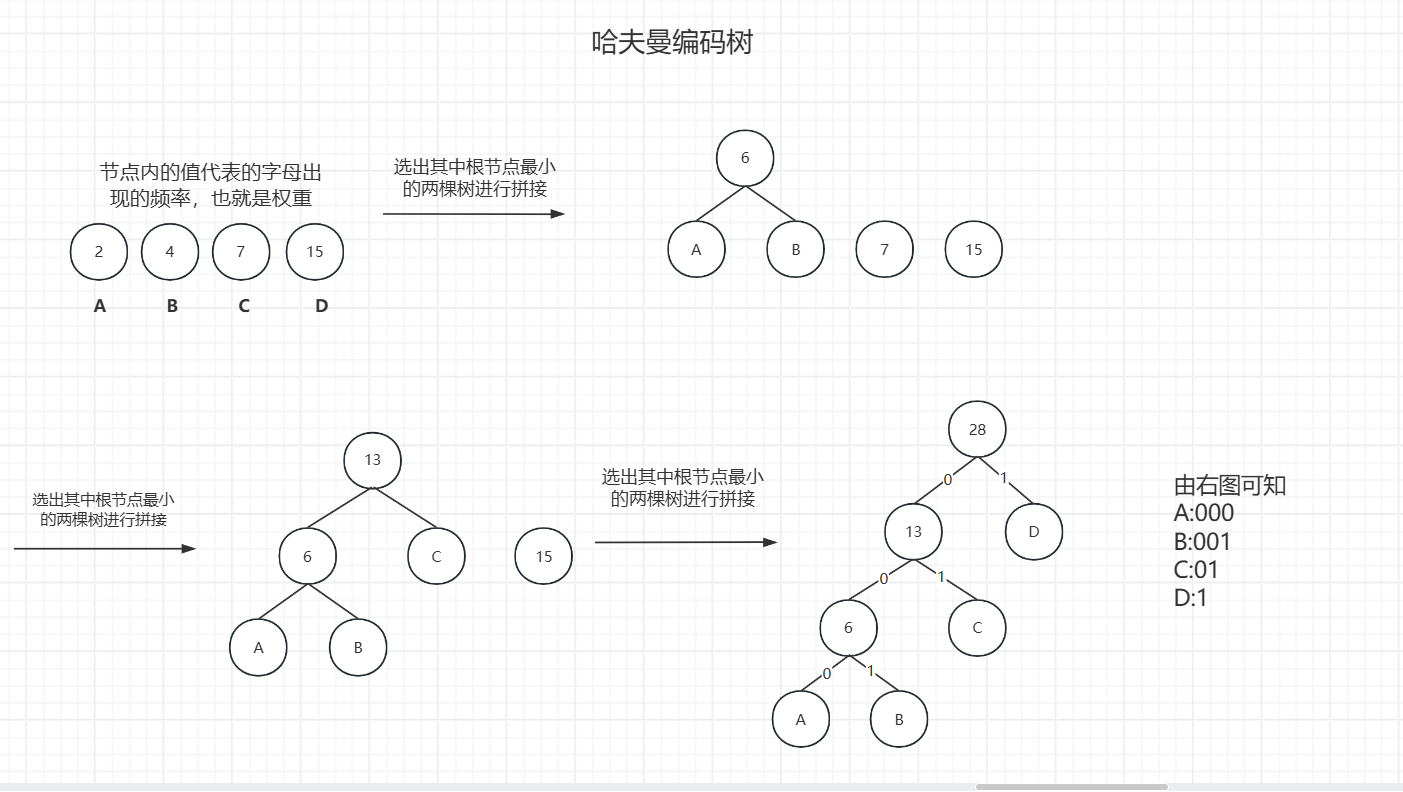 哈夫曼编码树
节点内的值代表的字母出
现的频率，也就是权重
2 4 7 15
A B C D
选出其中根节点最小
的两棵树进行拼接
6
A B 7 15
选出其中根节点最小
的两棵树进行拼接
13
6 C 15
A B
选出其中根节点最小
的两棵树进行拼接
28
0 1
13 D
0 1
6 C
0 1
A B
由右图可知
A:000
B:001
C:01
D:1